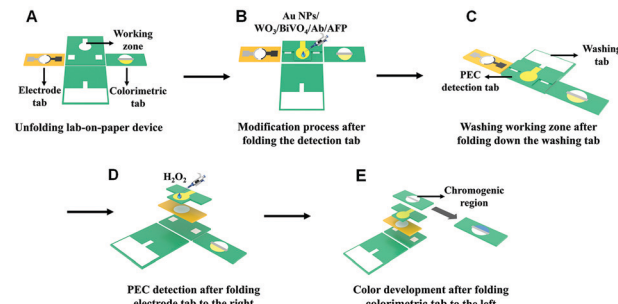 A
Working
zone
Electrode
tab
Colorimetric
tab
Unfolding lab-on-paper device
B
Au NPs/
WO3/BiVO4/Ab/AFP
Modification process after
folding the detection tab
C
Washing
tab
PEC
detection tab
Washing working zone after
folding down the washing tab
D
H2O2
PEC detection after folding
electrode tab to the right
E
Chromogenic
region
Color development after folding
colorimetric tab to the left